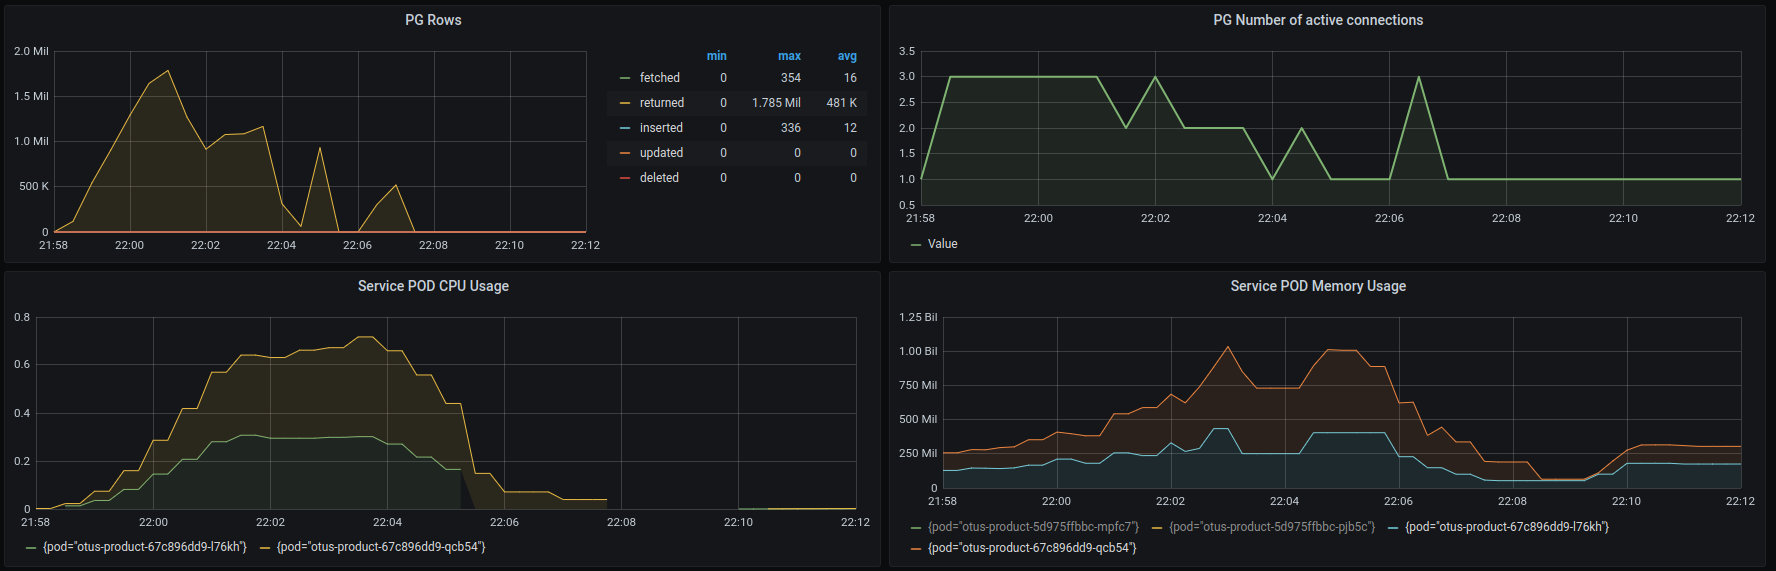 PG Rows
2.0 Mil
1.5 Mil
1.0 Mil
500 K
0
21:58 22:00 22:02 22:04 22:06 22:08 22:10 22:12
min max avg
fetched 0 354 16
returned 0 1.785 Mil 481 K
inserted 0 336 12
updated 0 0 0
deleted 0 0 0
PG Number of active connections
3.5
3.0
2.5
2.0
1.5
1.0
0.5
21:58 22:00 22:02 22:04 22:06 22:08 22:10 22:12
Value
Service POD CPU Usage
0.8
0.6
0.4
0.2
0
21:58 22:00 22:02 22:04 22:06 22:08 22:10 22:12
{pod="otus-product-67c896dd9-l76kh"} {pod="otus-product-67c896dd9-qcb54"}
Service POD Memory Usage
1.25 Bil
1.00 Bil
750 Mil
500 Mil
250 Mil
0
21:58 22:00 22:02 22:04 22:06 22:08 22:10 22:12
{pod="otus-product-5d975ffbbc-mpfc7"} {pod="otus-product-5d975ffbbc-pjb5c"} {pod="otus-product-67c896dd9-l76kh"}
{pod="otus-product-67c896dd9-qcb54"}